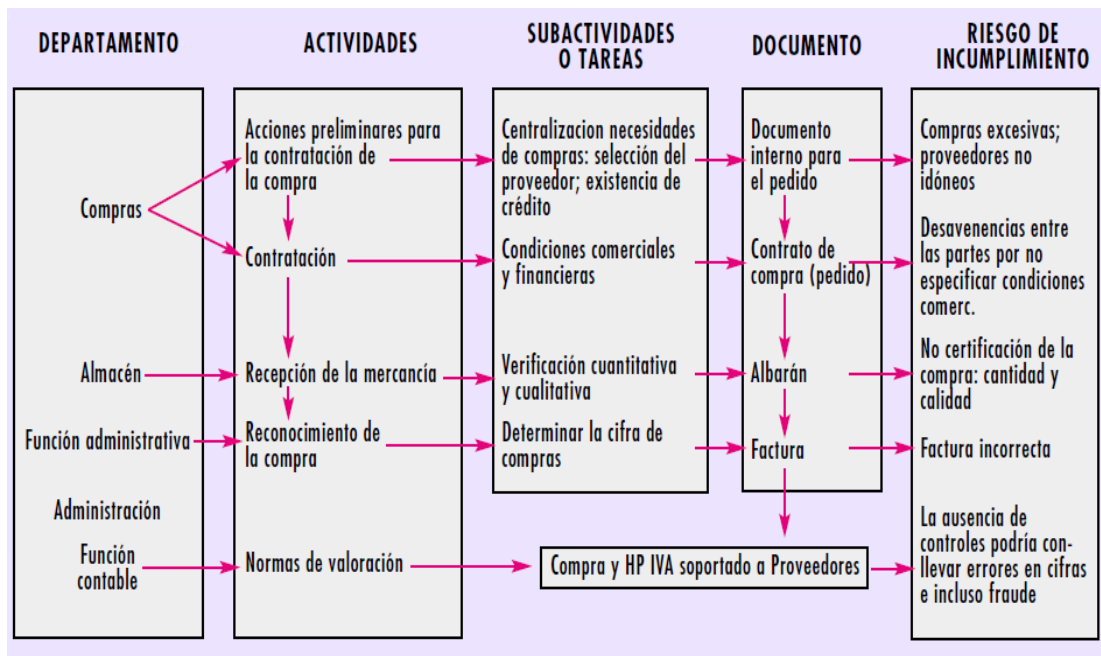 DEPARTAMENTO
ACTIVIDADES
SUBACTIVIDADES
O TAREAS
DOCUMENTO
RIESGO DE
INCUMPLIMIENTO
Compras
Acciones preliminares para
la contratación de
la compra
Centralizacion necesidades
de compras: selección del
proveedor; existencia de
crédito
Documento
interno para
el pedido
Compras excesivas;
proveedores no
idóneos
Contratación
Condiciones comerciales
y financieras
Contrato de
compra (pedido)
Desavenencias entre
las partes por no
especificar condiciones
comerc.
Almacén
Recepción de la mercancía
Verificación cuantitativa
y cualitativa
Albarán
No certificación de la
compra: cantidad y
calidad
Función administrativa
Reconocimiento de
la compra
Determinar la cifra de
compras
Factura
Factura incorrecta
Administración
Función
contable
Normas de valoración
Compra y HP IVA soportado a Proveedores
La ausencia de
controles podría con-
llevar errores en cifras
e incluso fraude